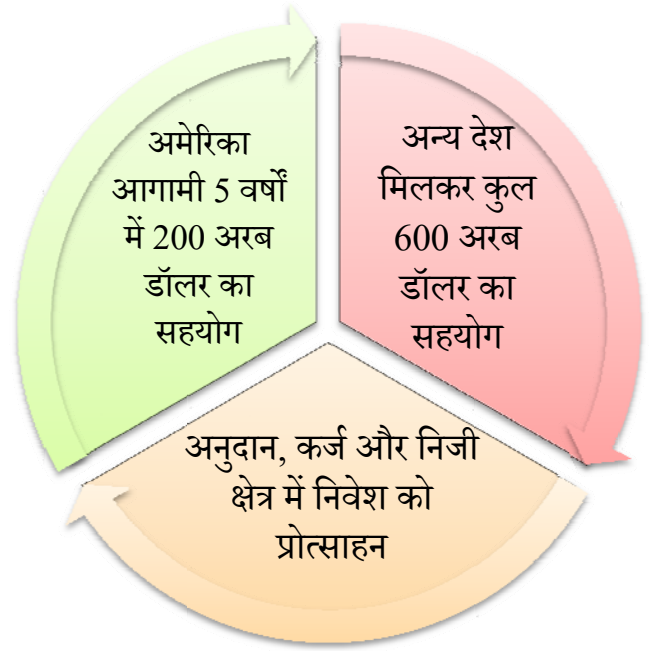 अमेरिका
आगामी 5 वर्षों
में 200 अरब
डॉलर का
सहयोग
अन्य देश
मिलकर कुल
600 अरब
डॉलर का
सहयोग
अनुदान, कर्ज और निजी
क्षेत्र में निवेश को
प्रोत्साहन